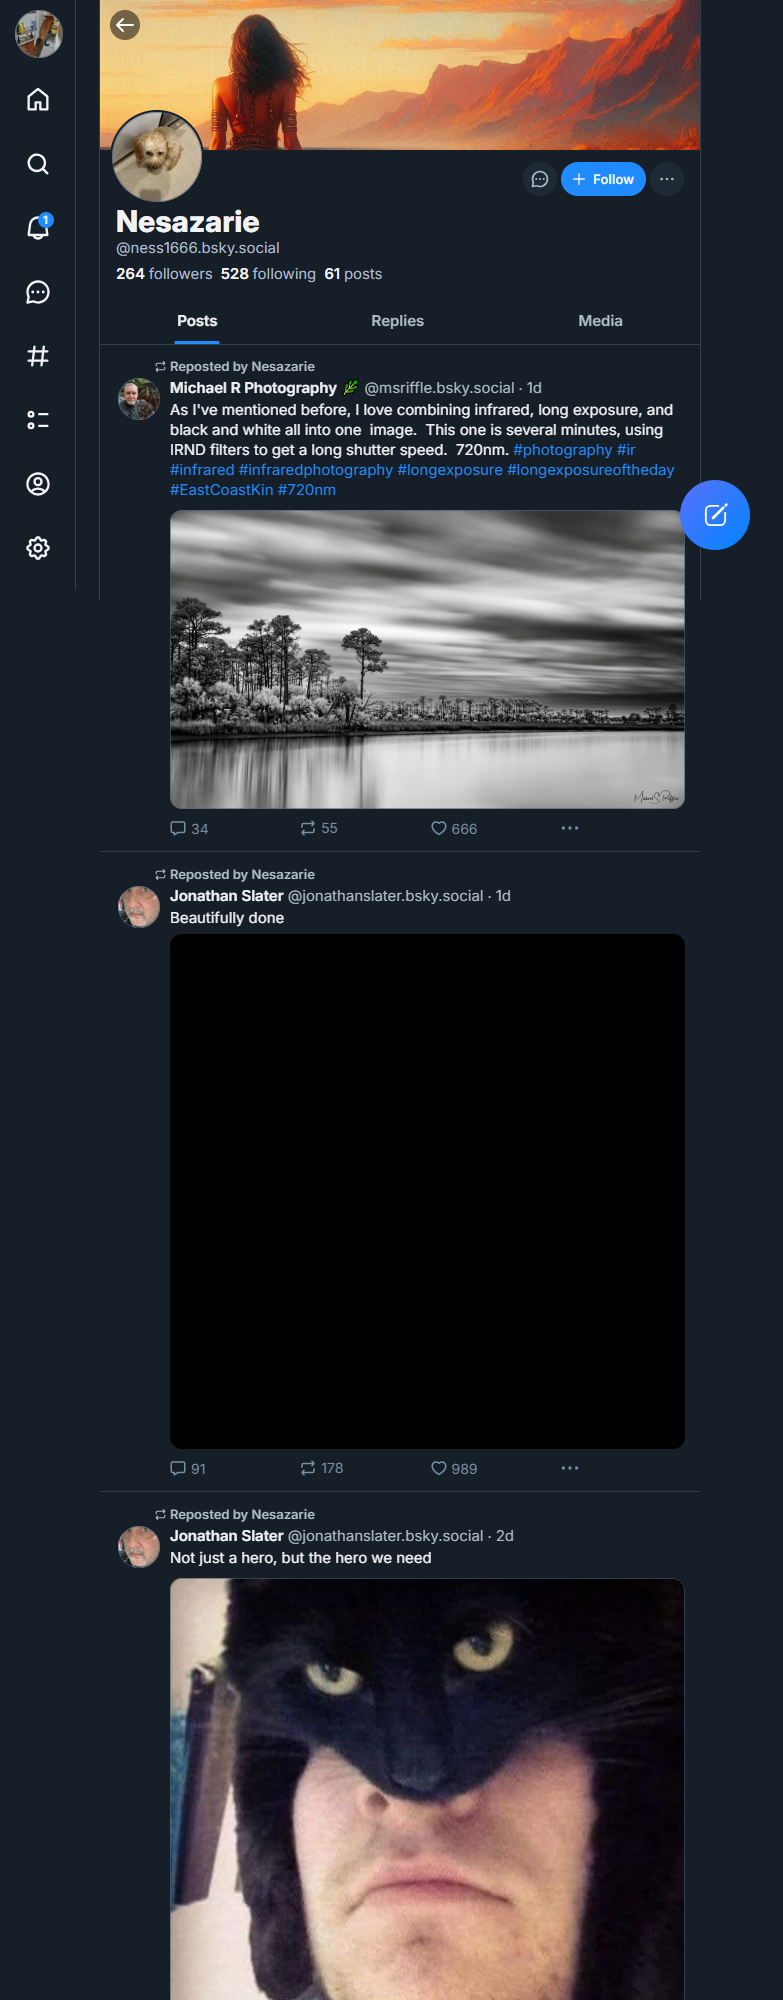 1
Follow
Nesazarie
@ness1666.bsky.social
264 followers 528 following 61 posts
Posts Replies Media
Reposted by Nesazarie
Michael R Photography 🌿 @msriffle.bsky.social · 1d
As I've mentioned before, I love combining infrared, long exposure, and
black and white all into one image. This one is several minutes, using
IRND filters to get a long shutter speed. 720nm. #photography #ir
#infrared #infraredphotography #longexposure #longexposureoftheday
#EastCoastKin #720nm
34 55 666
Reposted by Nesazarie
Jonathan Slater @jonathanslater.bsky.social · 1d
Beautifully done
91 178 989
Reposted by Nesazarie
Jonathan Slater @jonathanslater.bsky.social · 2d
Not just a hero, but the hero we need